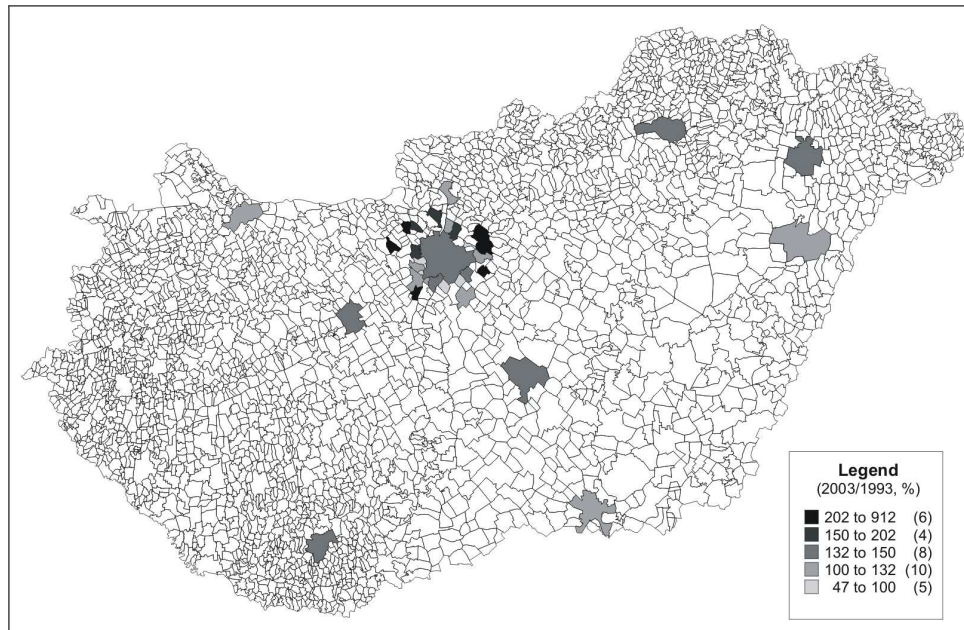 Legend
(2003/1993, %)
202 to 912 (6)
150 to 202 (4)
132 to 150 (8)
100 to 132 (10)
47 to 100 (5)